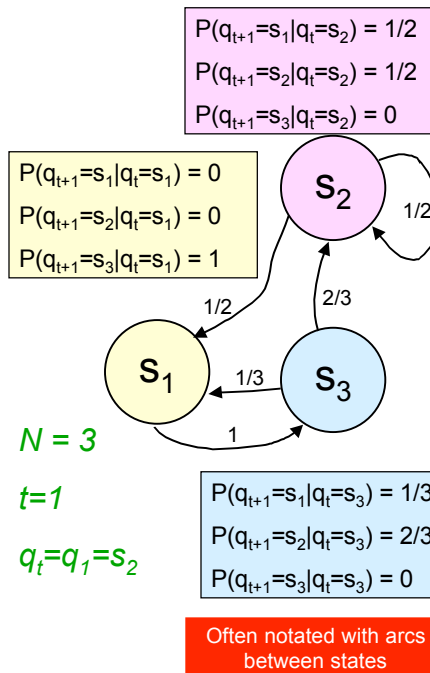 P(qt+1=s1|qt=s2) = 1/2
P(qt+1=s2|qt=s2) = 1/2
P(qt+1=s3|qt=s2) = 0
P(qt+1=s1|qt=s1) = 0
P(qt+1=s2|qt=s1) = 0
P(qt+1=s3|qt=s1) = 1
s2
1/2
1/2
2/3
s1
1/3
s3
1
N = 3
t=1
qt=q1=s2
P(qt+1=s1|qt=s3) = 1/3
P(qt+1=s2|qt=s3) = 2/3
P(qt+1=s3|qt=s3) = 0
Often notated with arcs
between states